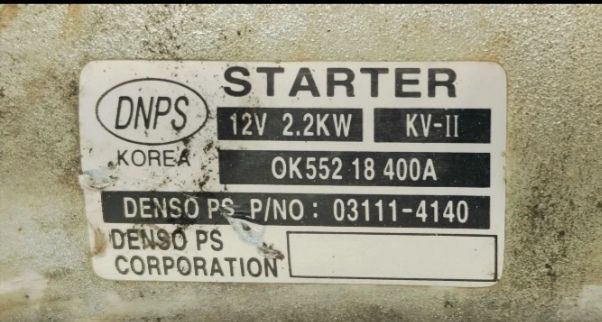 STARTER
DNPS
12V 2.2KW KV-II
KOREA
OK552 18 400A
DENSO PS P/NO: 03111-4140
DENSO PS
CORPORATION